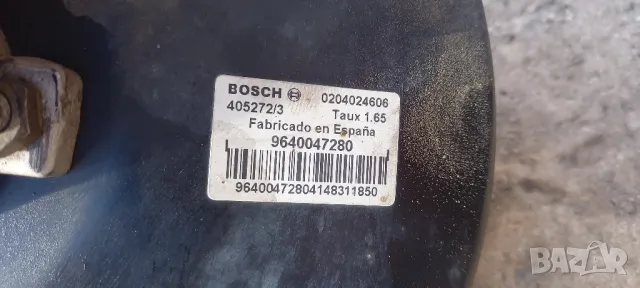 BOSCH 0204024606
405272/3 Taux 1.65
Fabricado en España
9640047280
96400472804148311850
BAZAR